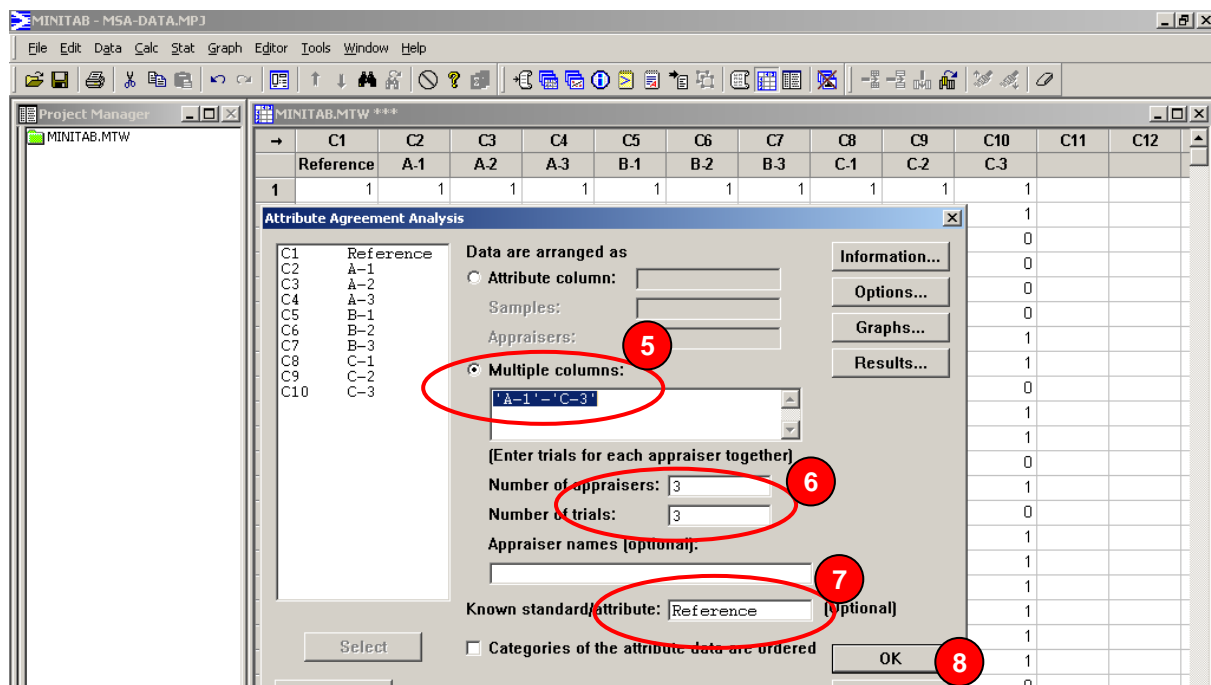 MINITAB - MSA-DATA.MPJ
File Edit Data Calc Stat Graph Editor Tools Window Help
Project Manager
MINITAB.MTW ***
MINITAB.MTW
→ C1 C2 C3 C4 C5 C6 C7 C8 C9 C10 C11 C12
Reference A-1 A-2 A-3 B-1 B-2 B-3 C-1 C-2 C-3
1 1 1 1 1 1 1 1 1 1 1
Attribute Agreement Analysis
C1 Reference
C2 A-1
C3 A-2
C4 A-3
C5 B-1
C6 B-2
C7 B-3
C8 C-1
C9 C-2
C10 C-3
Data are arranged as
Attribute column:
Samples:
Appraisers:
5
Multiple columns:
'A-1'-'C-3'
(Enter trials for each appraiser together)
Number of appraisers: 3
6
Number of trials: 3
Appraiser names (optional):
7
Known standard/attribute: Reference (Optional)
Categories of the attribute data are ordered
Select
Information...
Options...
Graphs...
Results...
OK
8
1
0
0
0
0
1
1
0
1
1
0
1
0
1
1
1
1
1
1
0